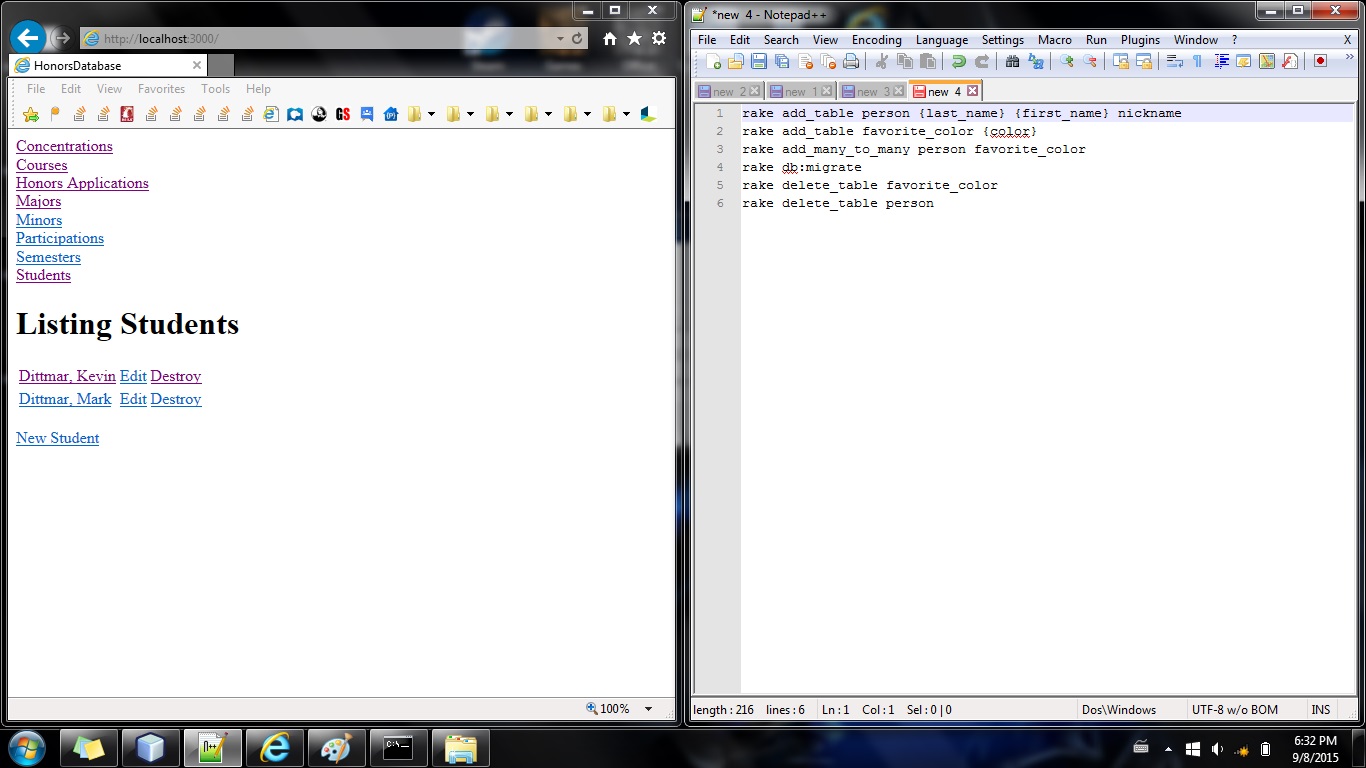 http://localhost:3000/
HonorsDatabase
File Edit View Favorites Tools Help
GS
Concentrations
Courses
Honors Applications
Majors
Minors
Participations
Semesters
Students
Listing Students
Dittmar, Kevin Edit Destroy
Dittmar, Mark Edit Destroy
New Student
100%
*new 4 - Notepad++
File Edit Search View Encoding Language Settings Macro Run Plugins Window ? X
new 2 new 1 new 3 new 4
1 rake add_table person {last_name} {first_name} nickname
2 rake add_table favorite_color {color}
3 rake add_many_to_many person favorite_color
4 rake db:migrate
5 rake delete_table favorite_color
6 rake delete_table person
length : 216 lines : 6 Ln : 1 Col : 1 Sel : 0 | 0 Dos\Windows UTF-8 w/o BOM INS
6:32 PM
9/8/2015